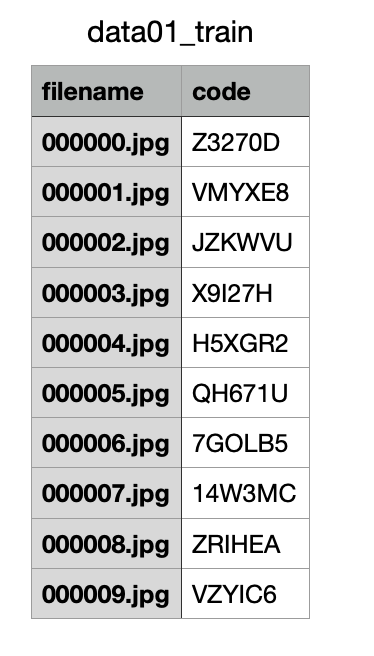 data01_train
filename code
000000.jpg Z3270D
000001.jpg VMYXE8
000002.jpg JZKWVU
000003.jpg X9I27H
000004.jpg H5XGR2
000005.jpg QH671U
000006.jpg 7GOLB5
000007.jpg 14W3MC
000008.jpg ZRIHEA
000009.jpg VZYIC6